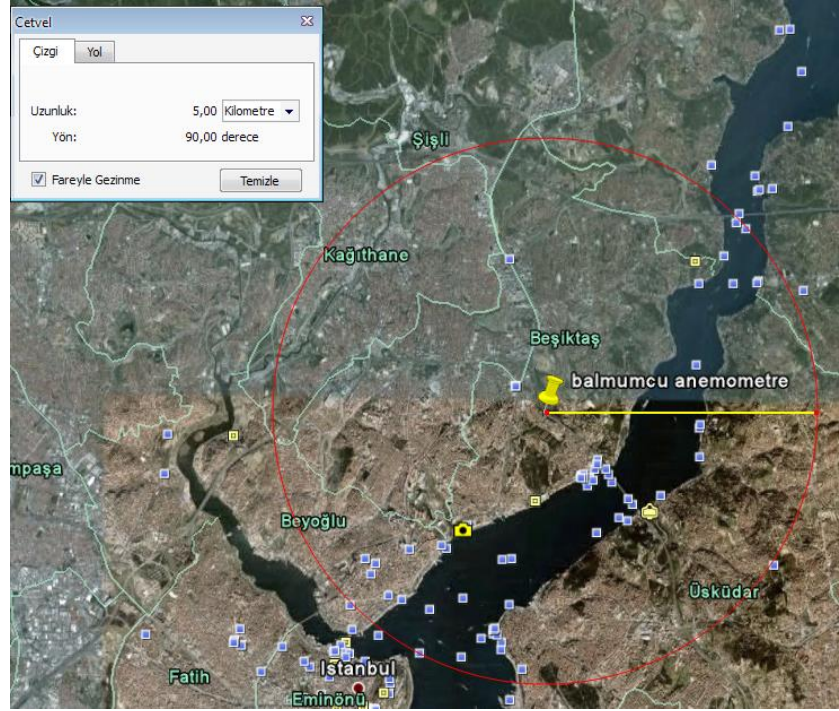 Cetvel
Çizgi
Yol
Uzunluk:
5,00 Kilometre
Yön:
90,00 derece
Fareyle Gezinme
Temizle
Şişli
Kağıthane
Beşiktaş
balmumcu anemometre
mpaşa
Beyoğlu
Üsküdar
Fatih
Istanbul
Eminönü